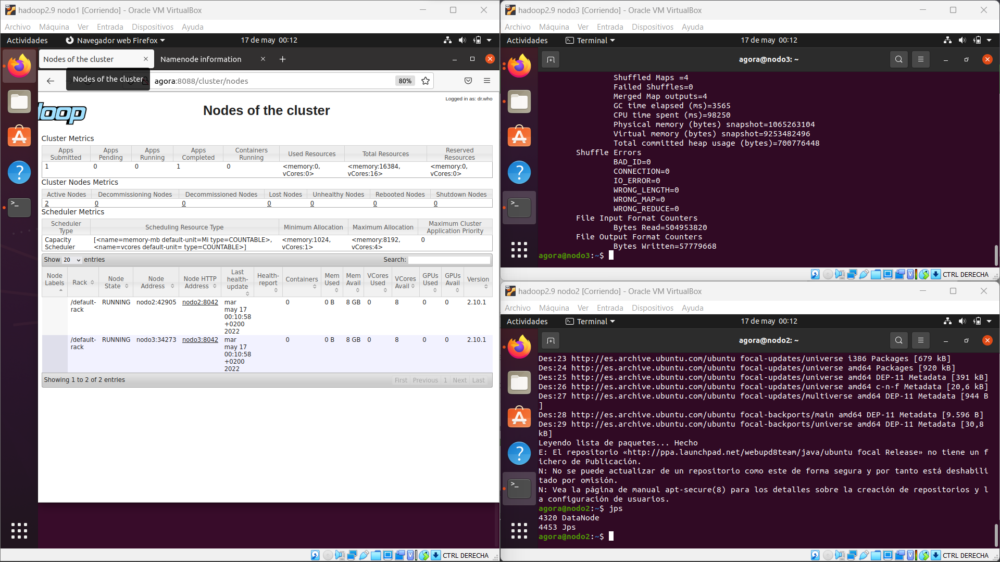 hadoop2.9 nodo1 [Corriendo] - Oracle VM VirtualBox
Archivo Máquina Ver Entrada Dispositivos Ayuda
Actividades Navegador web Firefox 17 de may 00:12
Nodes of the cluster Namenode information
Nodes of the cluster
agora:8088/cluster/nodes 80%
Logged in as: dr.who
loop
Nodes of the cluster
Cluster Metrics
Apps Submitted Apps Pending Apps Running Apps Completed Containers Running Used Resources Total Resources Reserved Resources
1 0 0 1 0 <memory:0, vCores:0> <memory:16384, vCores:16> <memory:0, vCores:0>
Cluster Nodes Metrics
Active Nodes Decommissioning Nodes Decommissioned Nodes Lost Nodes Unhealthy Nodes Rebooted Nodes Shutdown Nodes
2 0 0 0 0 0 0
Scheduler Metrics
Scheduler Type Scheduling Resource Type Minimum Allocation Maximum Allocation Maximum Cluster Application Priority
Capacity Scheduler [<name=memory-mb default-unit=Mi type=COUNTABLE>, <name=vcores default-unit= type=COUNTABLE>] <memory:1024, vCores:1> <memory:8192, vCores:4> 0
Show 20 entries Search:
Node Labels Rack Node State Node Address Node HTTP Address Last health-update Health-report Containers Mem Used Mem Avail VCores Used VCores Avail GPUs Used GPUs Avail Version
/default-rack RUNNING nodo2:42905 nodo2:8042 mar may 17 00:10:58 +0200 2022 0 0 B 8 GB 0 8 0 0 2.10.1
/default-rack RUNNING nodo3:34273 nodo3:8042 mar may 17 00:10:58 +0200 2022 0 0 B 8 GB 0 8 0 0 2.10.1
Showing 1 to 2 of 2 entries First Previous 1 Next Last
CTRL DERECHA
hadoop2.9 nodo3 [Corriendo] - Oracle VM VirtualBox
Archivo Máquina Ver Entrada Dispositivos Ayuda
Actividades Terminal 17 de may 00:12
agora@nodo3: ~
Shuffled Maps =4
Failed Shuffles=0
Merged Map outputs=4
GC time elapsed (ms)=3565
CPU time spent (ms)=98250
Physical memory (bytes) snapshot=1065263104
Virtual memory (bytes) snapshot=9253482496
Total committed heap usage (bytes)=700776448
Shuffle Errors
BAD_ID=0
CONNECTION=0
IO_ERROR=0
WRONG_LENGTH=0
WRONG_MAP=0
WRONG_REDUCE=0
File Input Format Counters
Bytes Read=504953820
File Output Format Counters
Bytes Written=57779668
agora@nodo3:~$
CTRL DERECHA
hadoop2.9 nodo2 [Corriendo] - Oracle VM VirtualBox
Archivo Máquina Ver Entrada Dispositivos Ayuda
Actividades Terminal 17 de may 00:12
agora@nodo2: ~
Des:23 http://es.archive.ubuntu.com/ubuntu focal-updates/universe i386 Packages [679 kB]
Des:24 http://es.archive.ubuntu.com/ubuntu focal-updates/universe amd64 Packages [920 kB]
Des:25 http://es.archive.ubuntu.com/ubuntu focal-updates/universe amd64 DEP-11 Metadata [391 kB]
Des:26 http://es.archive.ubuntu.com/ubuntu focal-updates/universe amd64 c-n-f Metadata [20,6 kB]
Des:27 http://es.archive.ubuntu.com/ubuntu focal-updates/multiverse amd64 DEP-11 Metadata [944 B
]
Des:28 http://es.archive.ubuntu.com/ubuntu focal-backports/main amd64 DEP-11 Metadata [9.596 B]
Des:29 http://es.archive.ubuntu.com/ubuntu focal-backports/universe amd64 DEP-11 Metadata [30,8
kB]
Leyendo lista de paquetes... Hecho
E: El repositorio «http://ppa.launchpad.net/webupd8team/java/ubuntu focal Release» no tiene un f
ichero de Publicación.
N: No se puede actualizar de un repositorio como este de forma segura y por tanto está deshabili
tado por omisión.
N: Vea la página de manual apt-secure(8) para los detalles sobre la creación de repositorios y l
a configuración de usuarios.
agora@nodo2:~$ jps
4320 DataNode
4453 Jps
agora@nodo2:~$
CTRL DERECHA